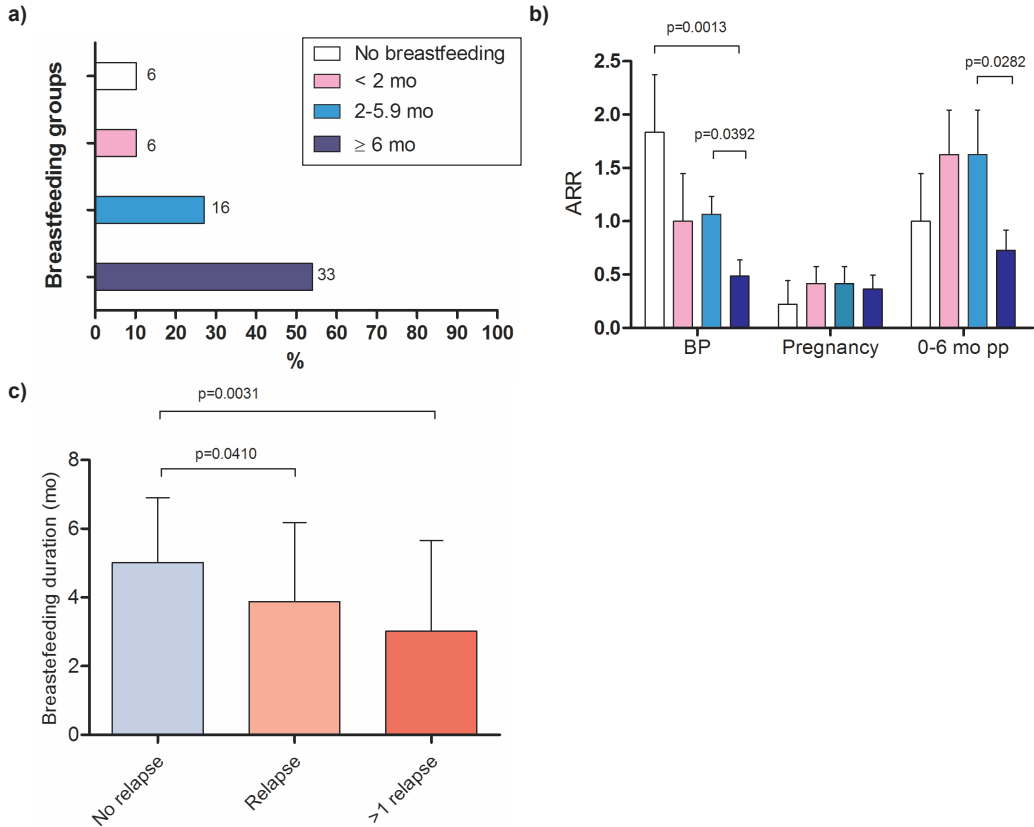 a)
Breastfeeding groups
6
6
16
33
0 10 20 30 40 50 60 70 80 90 100
%
No breastfeeding
< 2 mo
2-5.9 mo
≥ 6 mo
b)
p=0.0013
p=0.0392
p=0.0282
ARR
2.5
2.0
1.5
1.0
0.5
0.0
BP Pregnancy 0-6 mo pp
c)
p=0.0031
p=0.0410
Breastefeeding duration (mo)
8
6
4
2
0
No relapse
Relapse
>1 relapse